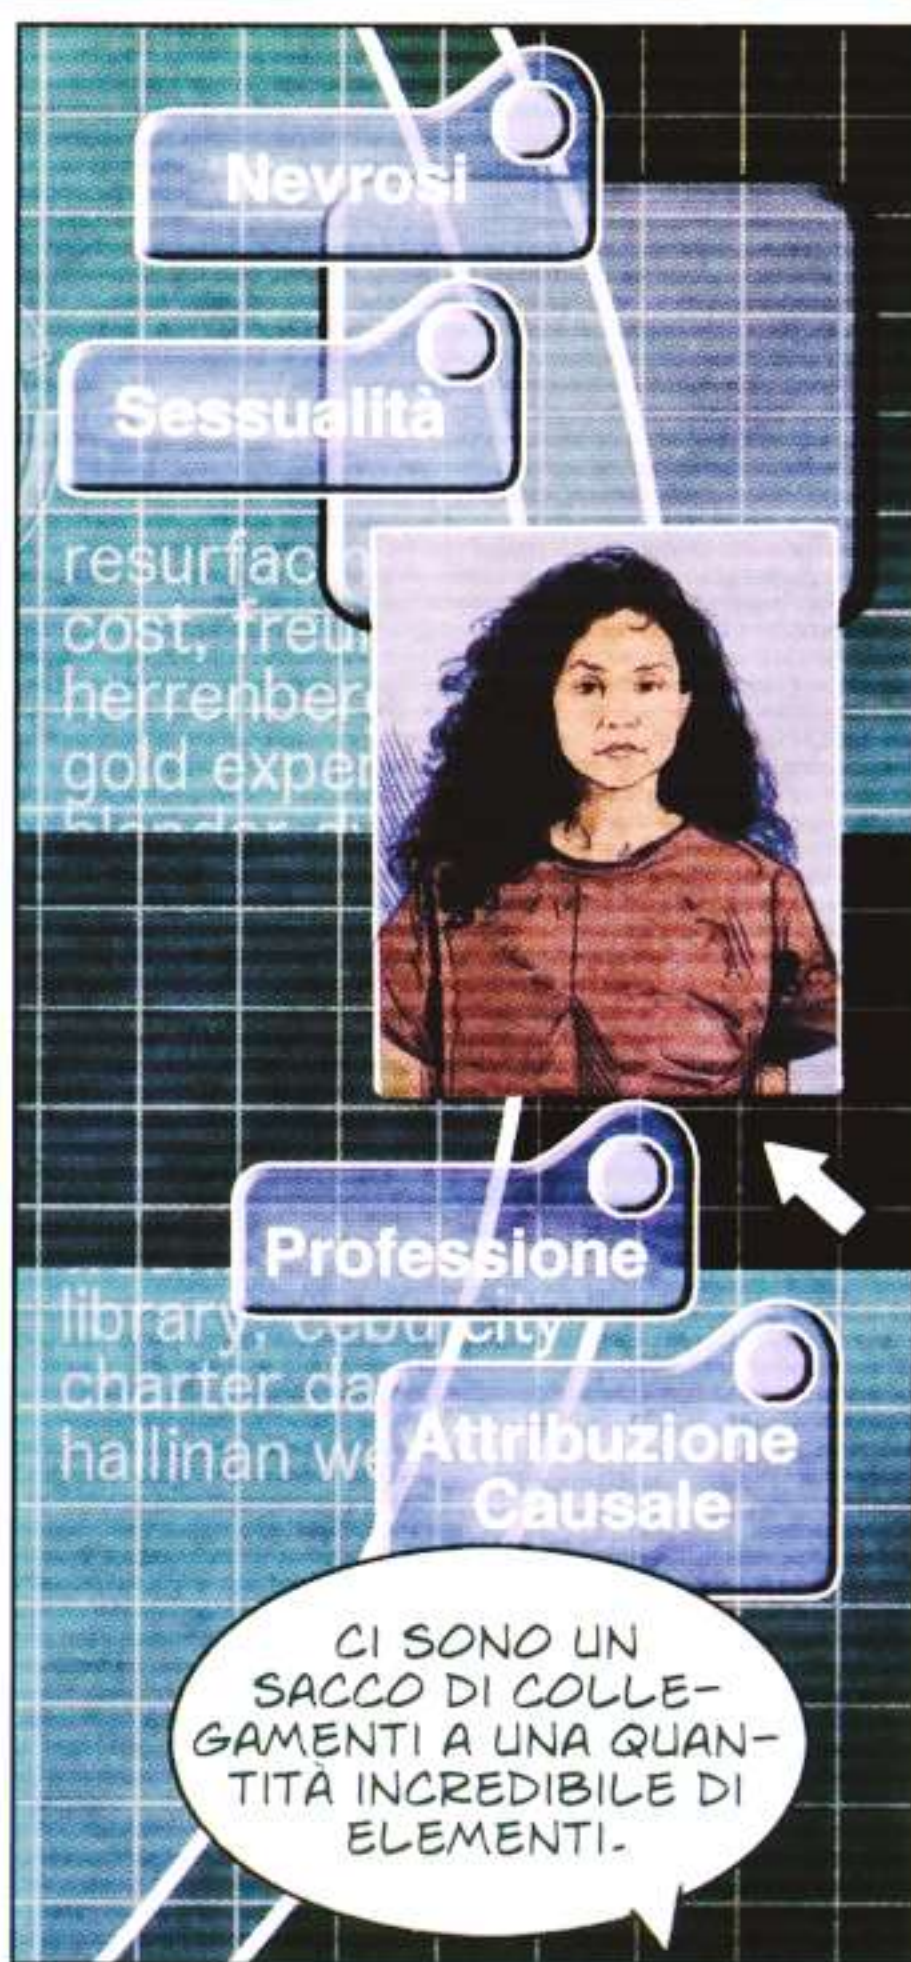 Nevrosi
Sessualità
resurfac
cost, freu
herrenber
gold exper
Professione
library, cebu city
charter da
hallinan we
Attribuzione
Causale
CI SONO UN
SACCO DI COLLE-
GAMENTI A UNA QUAN-
TITÀ INCREDIBILE DI
ELEMENTI.